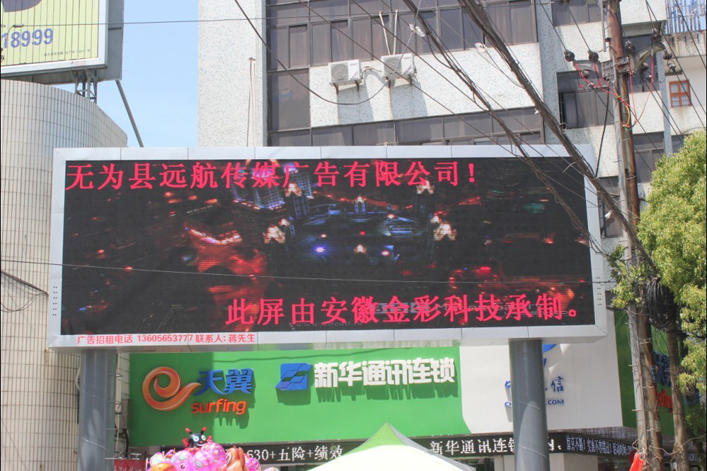 18999
无为县远航传媒广告有限公司！
此屏由安徽金彩科技承制。
广告招租电话 13605653777 联系人：蒋先生
天翼
surfing
新华通讯连锁
630+五险+绩效
新华通讯连锁